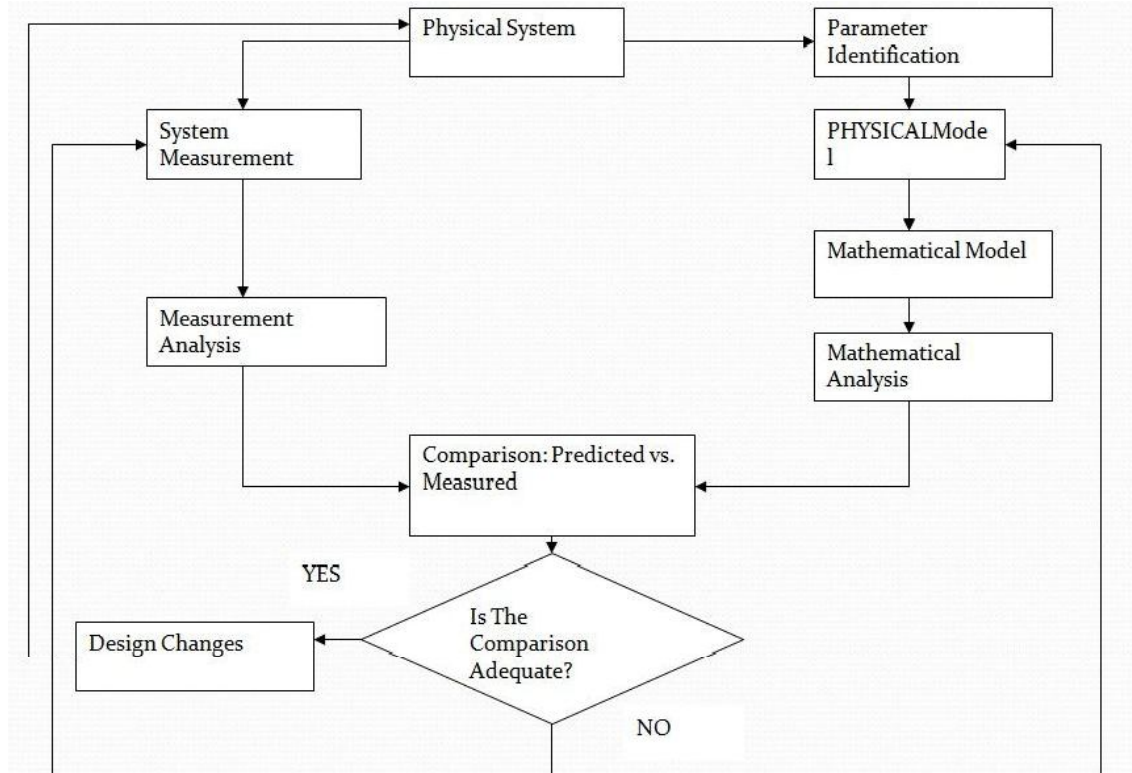 Physical System
Parameter
Identification
System
Measurement
PHYSICALMode
l
Mathematical Model
Measurement
Analysis
Mathematical
Analysis
Comparison: Predicted vs.
Measured
YES
Is The
Comparison
Adequate?
Design Changes
NO